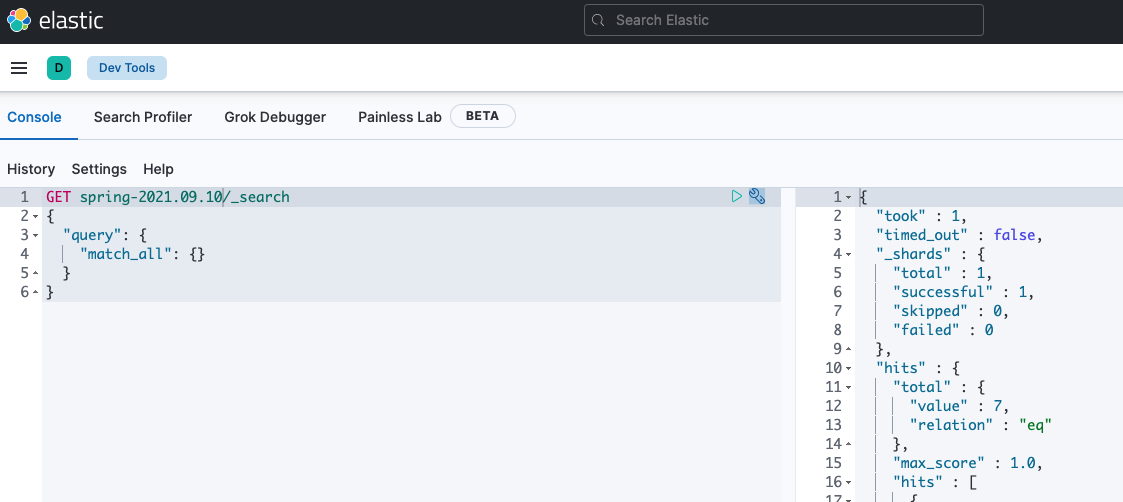 elastic
Search Elastic
D
Dev Tools
Console
Search Profiler
Grok Debugger
Painless Lab
BETA
History
Settings
Help
1 GET spring-2021.09.10/_search
2 {
3 "query": {
4 "match_all": {}
5 }
6 }
1 {
2 "took" : 1,
3 "timed_out" : false,
4 "_shards" : {
5 "total" : 1,
6 "successful" : 1,
7 "skipped" : 0,
8 "failed" : 0
9 },
10 "hits" : {
11 "total" : {
12 "value" : 7,
13 "relation" : "eq"
14 },
15 "max_score" : 1.0,
16 "hits" : [
17 {